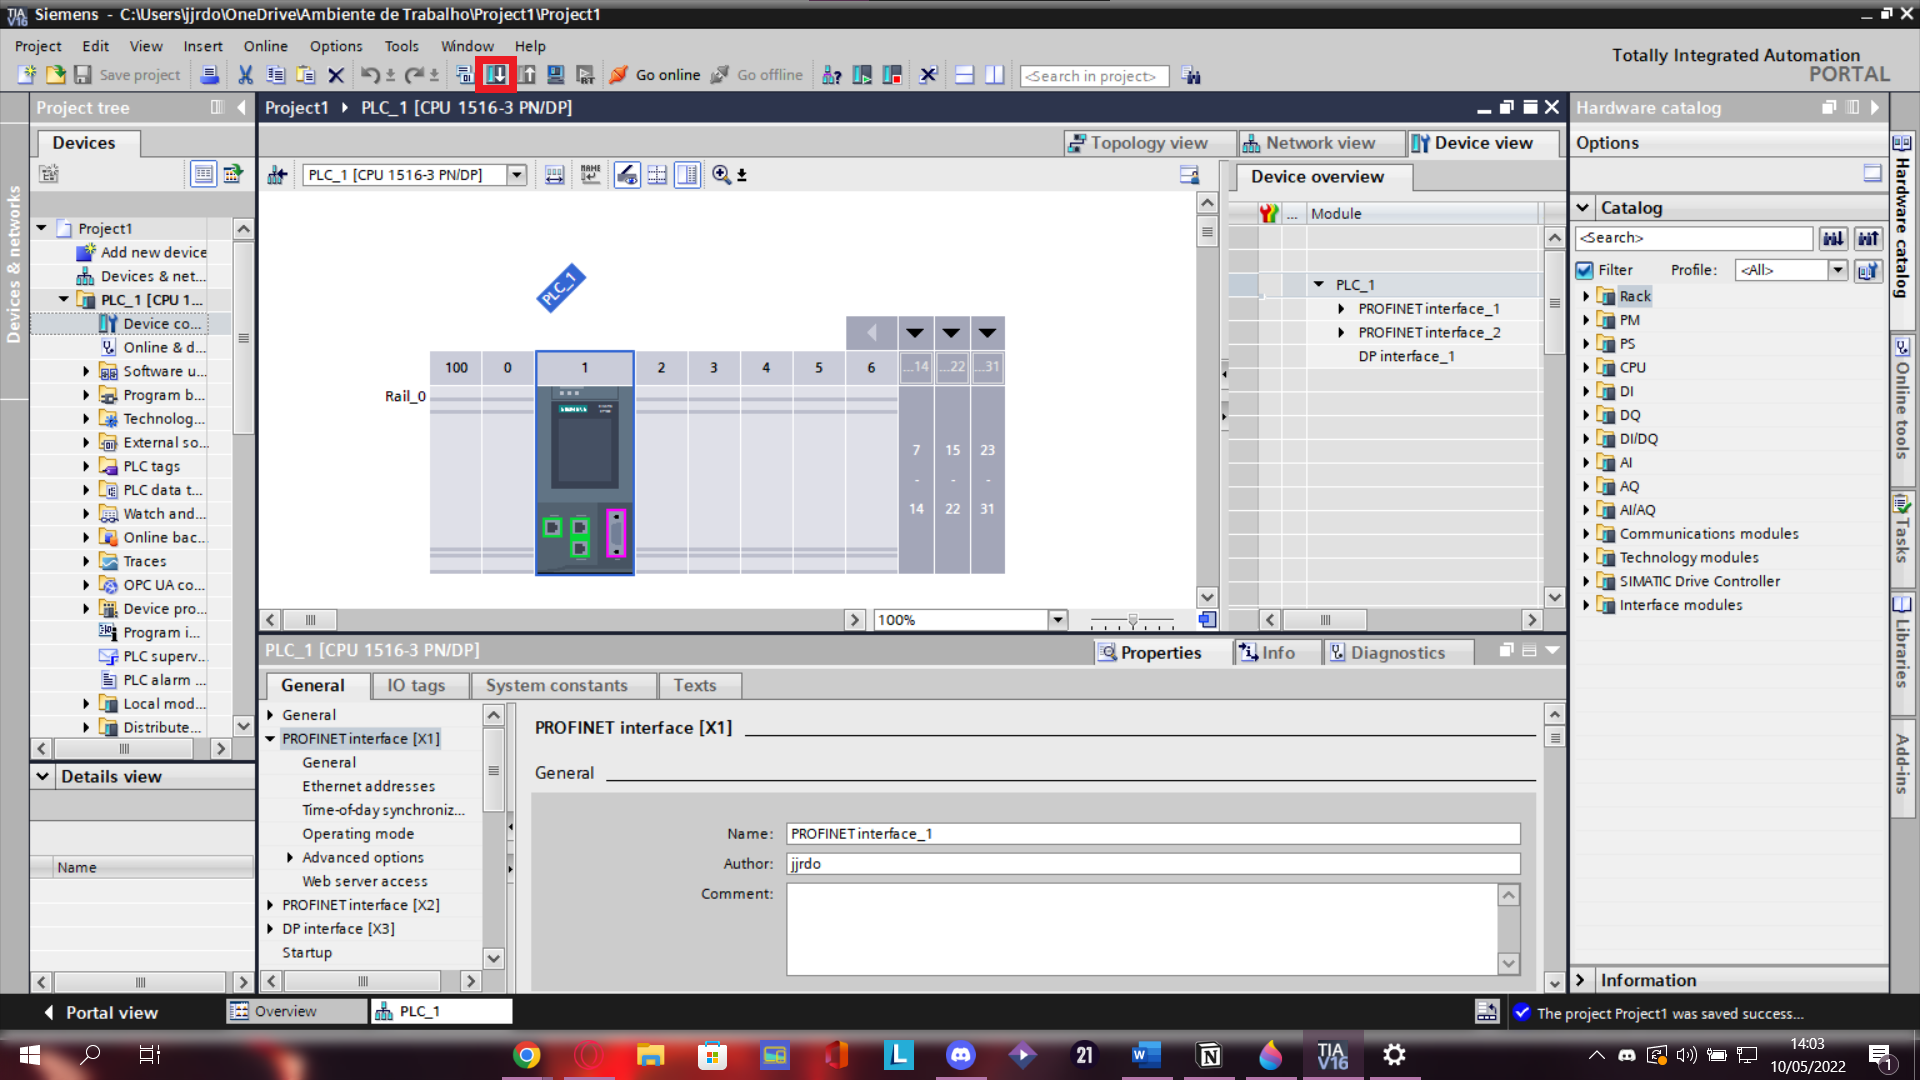 TIA V16 Siemens - C:\Users\jjrdo\OneDrive\Ambiente de Trabalho\Project1\Project1
Project Edit View Insert Online Options Tools Window Help
Totally Integrated Automation
PORTAL
Save project
Go online
Go offline
<Search in project>
Project tree
Project1 PLC_1 [CPU 1516-3 PN/DP]
Hardware catalog
Devices
Topology view
Network view
Device view
Options
PLC_1 [CPU 1516-3 PN/DP]
NAME
Device overview
Devices & networks
Project1
Add new device
Devices & net...
PLC_1 [CPU 1...
Device co...
Online & d...
Software u...
Program b...
Technolog...
External so...
PLC tags
PLC data t...
Watch and...
Online bac...
Traces
OPC UA co...
Device pro...
Program i...
PLC superv...
PLC alarm ...
Local mod...
Distribute...
Details view
Name
PLC_1
100 0 1 2 3 4 5 6 ...14 ...22 ...31
Rail_0
SIEMENS
7 15 23
- - -
14 22 31
100%
... Module
PLC_1
PROFINET interface_1
PROFINET interface_2
DP interface_1
Catalog
<Search>
Filter Profile: <All>
Rack
PM
PS
CPU
DI
DQ
DI/DQ
AI
AQ
AI/AQ
Communications modules
Technology modules
SIMATIC Drive Controller
Interface modules
Information
Hardware catalog
Online tools
Tasks
Libraries
Add-ins
PLC_1 [CPU 1516-3 PN/DP]
Properties
Info
Diagnostics
General
IO tags
System constants
Texts
General
PROFINET interface [X1]
General
Ethernet addresses
Time-of-day synchroniz...
Operating mode
Advanced options
Web server access
PROFINET interface [X2]
DP interface [X3]
Startup
PROFINET interface [X1]
General
Name: PROFINET interface_1
Author: jjrdo
Comment:
Portal view
Overview
PLC_1
The project Project1 was saved success...
L
21
W
N
TIA V16
14:03
10/05/2022
1